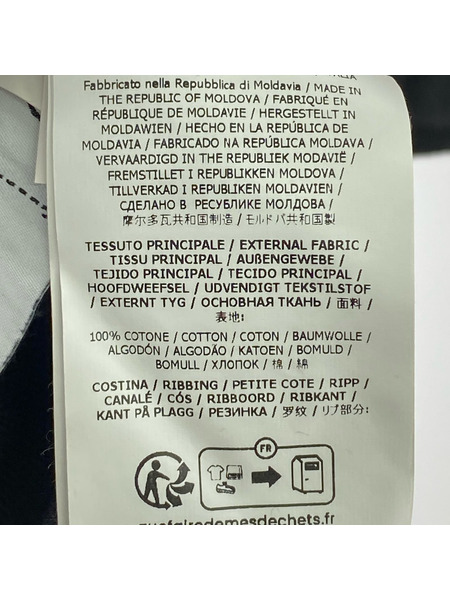 Fabbricato nella Repubblica di Moldavia / MADE IN
THE REPUBLIC OF MOLDOVA / FABRIQUÉ EN
RÉPUBLIQUE DE MOLDAVIE / HERGESTELLT IN
MOLDAWIEN / HECHO EN LA REPÚBLICA DE
MOLDAVIA / FABRICADO NA REPÚBLICA MOLDOVA
/ VERVAARDIGD IN THE REPUBLIEK MODAVIË /
FREMSTILLET I REPUBLIKKEN MOLDOVA /
TILLVERKAD I REPUBLIKEN MOLDAVIEN /
СДЕЛАНО В РЕСУБЛИКЕ МОЛДОВА /
摩尔多瓦共和国制造 / モルドバ共和国製
TESSUTO PRINCIPALE / EXTERNAL FABRIC /
TISSU PRINCIPAL / AUßENGEWEBE /
TEJIDO PRINCIPAL / TECIDO PRINCIPAL /
HOOFDWEEFSEL / UDVENDIGT TEKSTILSTOF
/ EXTERNT TYG / ОСНОВНАЯ ТКАНЬ / 面料 /
表地:
100% COTONE / COTTON / COTON / BAUMWOLLE /
ALGODÓN / ALGODÃO / KATOEN / BOMULD /
BOMULL / ХЛОПОК / 棉 / 綿
COSTINA / RIBBING / PETITE COTE / RIPP /
CANALÉ / CÓS / RIBBOORD / RIBKANT /
KANT PÅ PLAGG / РЕЗИНКА / 罗纹 / リブ部分:
FR
quefairedemesdechets.fr